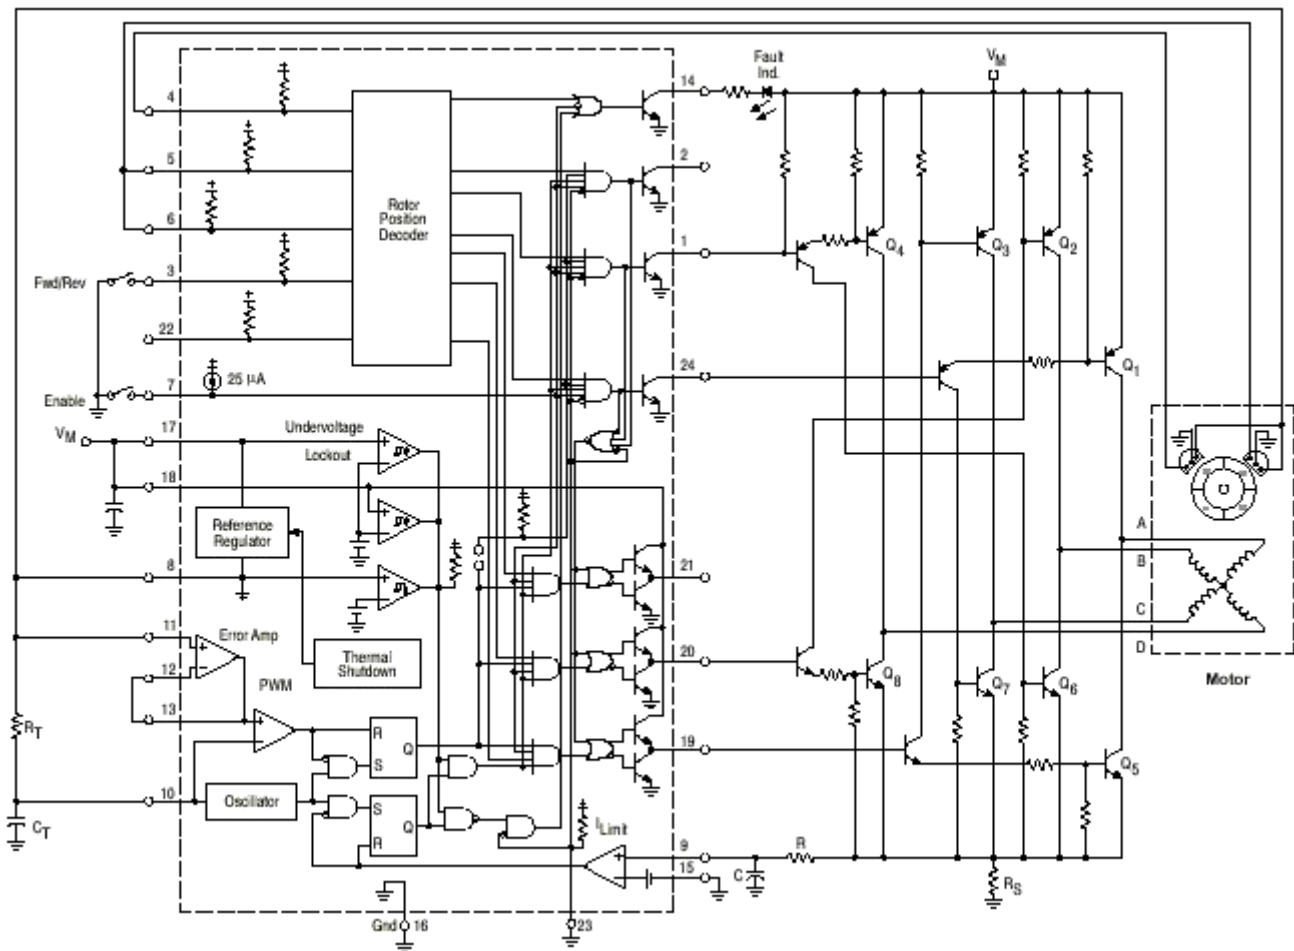 Fault
Ind.
V_M
14
4
2
5
6
Rotor
Position
Decoder
1
Q4
Q3
Q2
Fwd/Rev
3
22
24
Q1
7
25 µA
Enable
V_M
17
Undervoltage
Lockout
18
Reference
Regulator
A
B
C
D
21
8
11
Error Amp
12
Thermal
Shutdown
20
Q8
Q7
Q6
Motor
PWM
13
R_T
R
Q
S
19
Q5
10
Oscillator
S
Q
R
I_Limit
C_T
9
R
15
C
R_S
Gnd
16
23